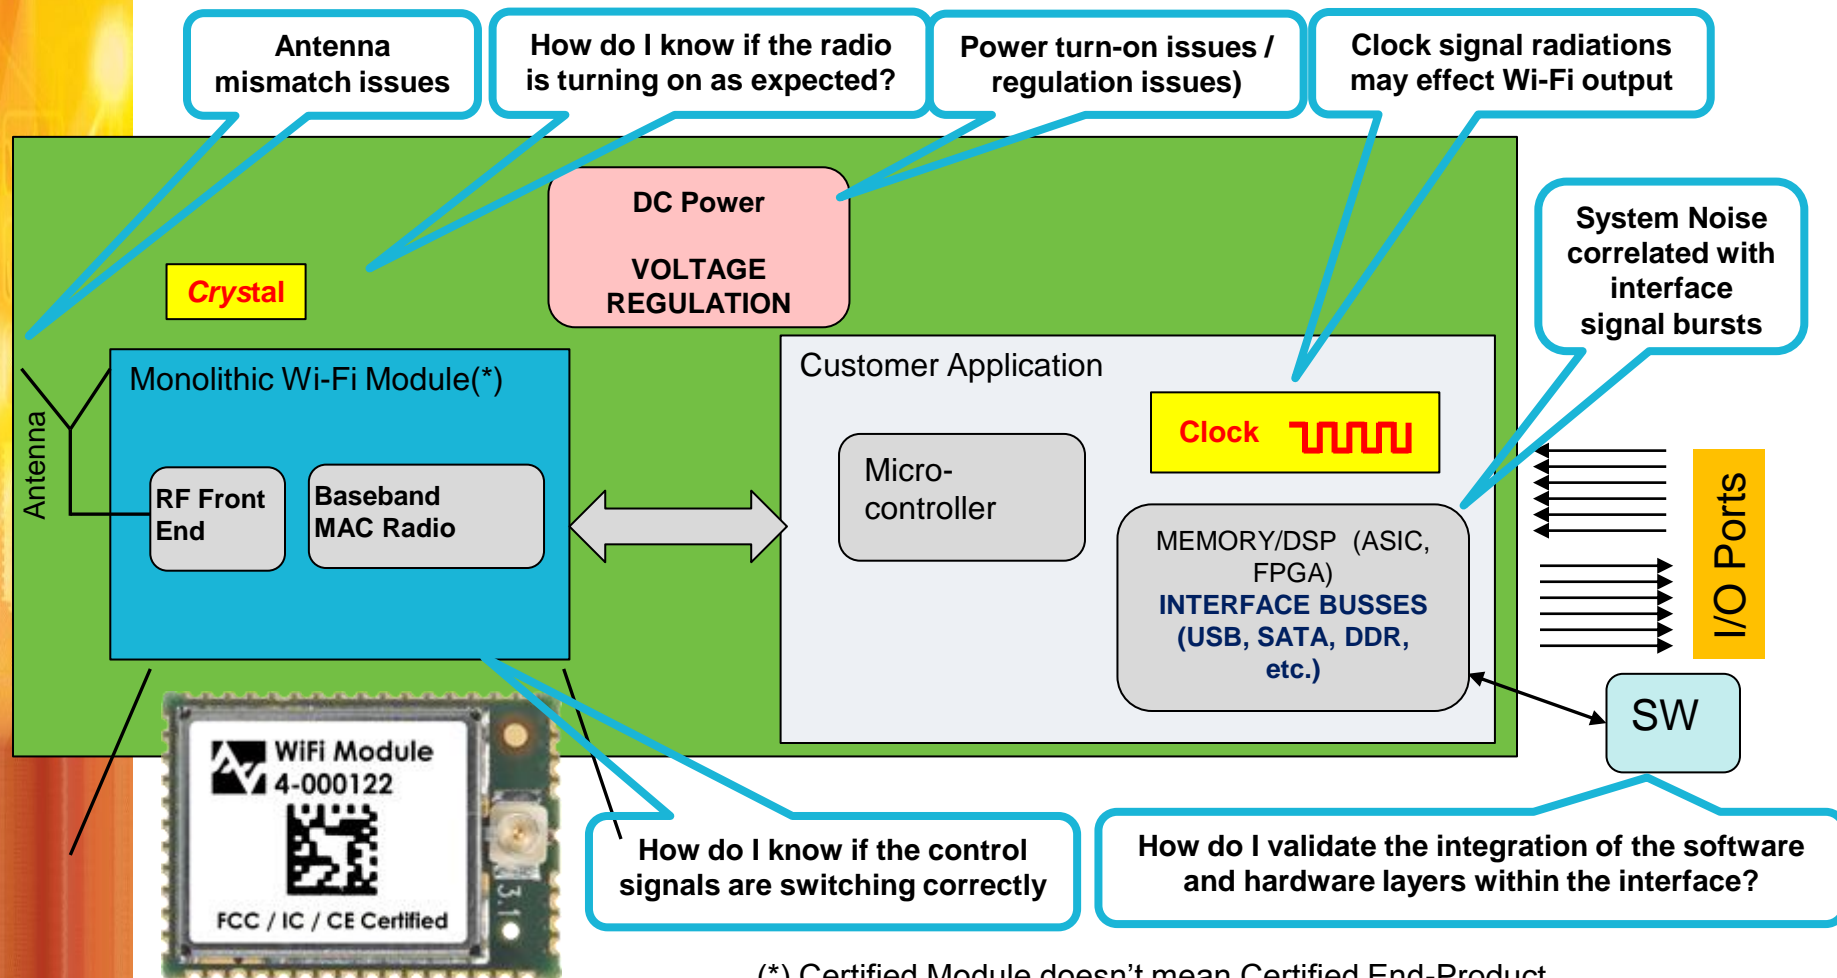 Antenna
mismatch issues
How do I know if the radio
is turning on as expected?
Power turn-on issues /
regulation issues)
Clock signal radiations
may effect Wi-Fi output
System Noise
correlated with
interface
signal bursts
DC Power
VOLTAGE
REGULATION
Crystal
Monolithic Wi-Fi Module(*)
Antenna
RF Front
End
Baseband
MAC Radio
Customer Application
Micro-
controller
Clock
MEMORY/DSP (ASIC,
FPGA)
INTERFACE BUSSES
(USB, SATA, DDR,
etc.)
I/O Ports
SW
WiFi Module
4-000122
FCC / IC / CE Certified
3.1
How do I know if the control
signals are switching correctly
How do I validate the integration of the software
and hardware layers within the interface?
(*) Certified Module doesn't mean Certified End-Product